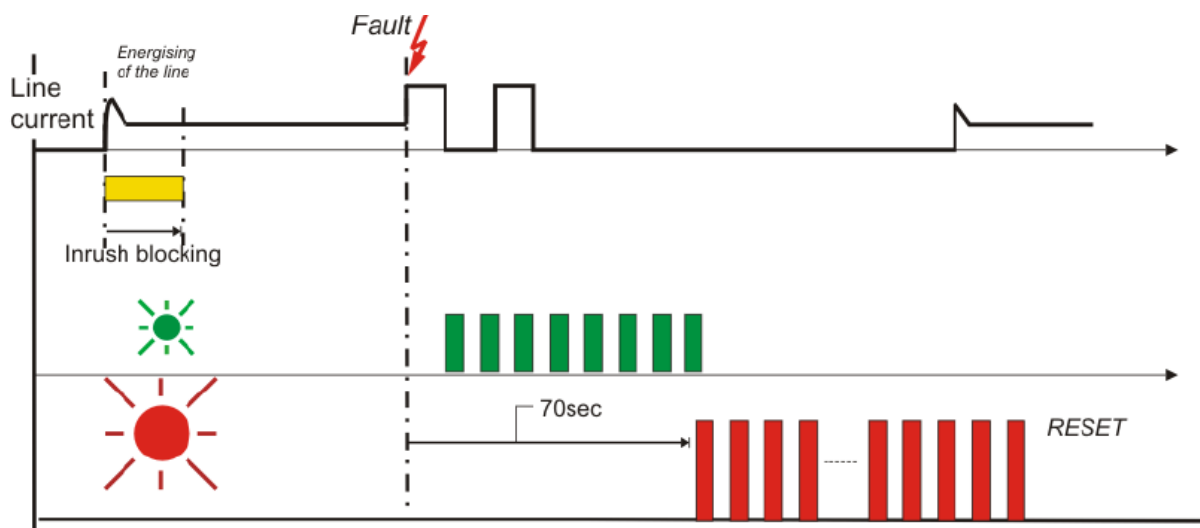 Fault
Energising
of the line
Line
current
Inrush blocking
70sec
RESET